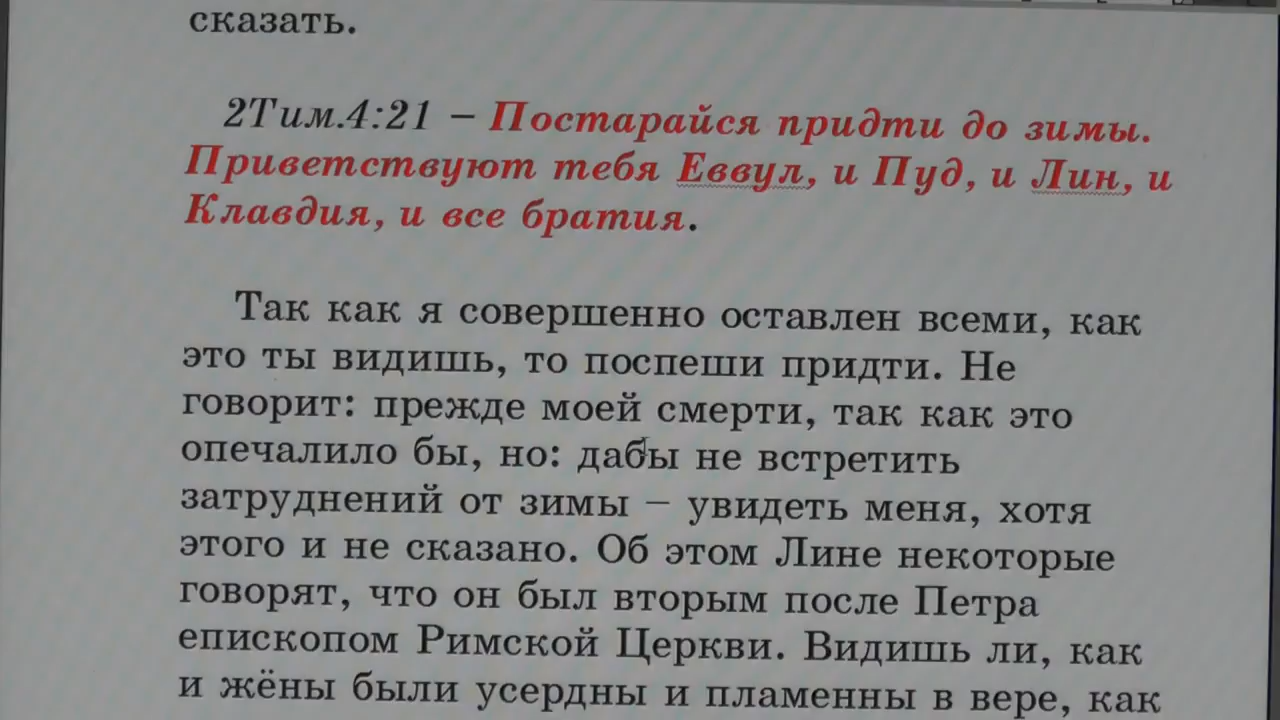 сказать.
2Тим.4:21 – Постарайся придти до зимы.
Приветствуют тебя Еввул, и Пуд, и Лин, и
Клавдия, и все братия.
Так как я совершенно оставлен всеми, как
это ты видишь, то поспеши придти. Не
говорит: прежде моей смерти, так как это
опечалило бы, но: дабы не встретить
затруднений от зимы – увидеть меня, хотя
этого и не сказано. Об этом Лине некоторые
говорят, что он был вторым после Петра
епископом Римской Церкви. Видишь ли, как
и жёны были усердны и пламенны в вере, как